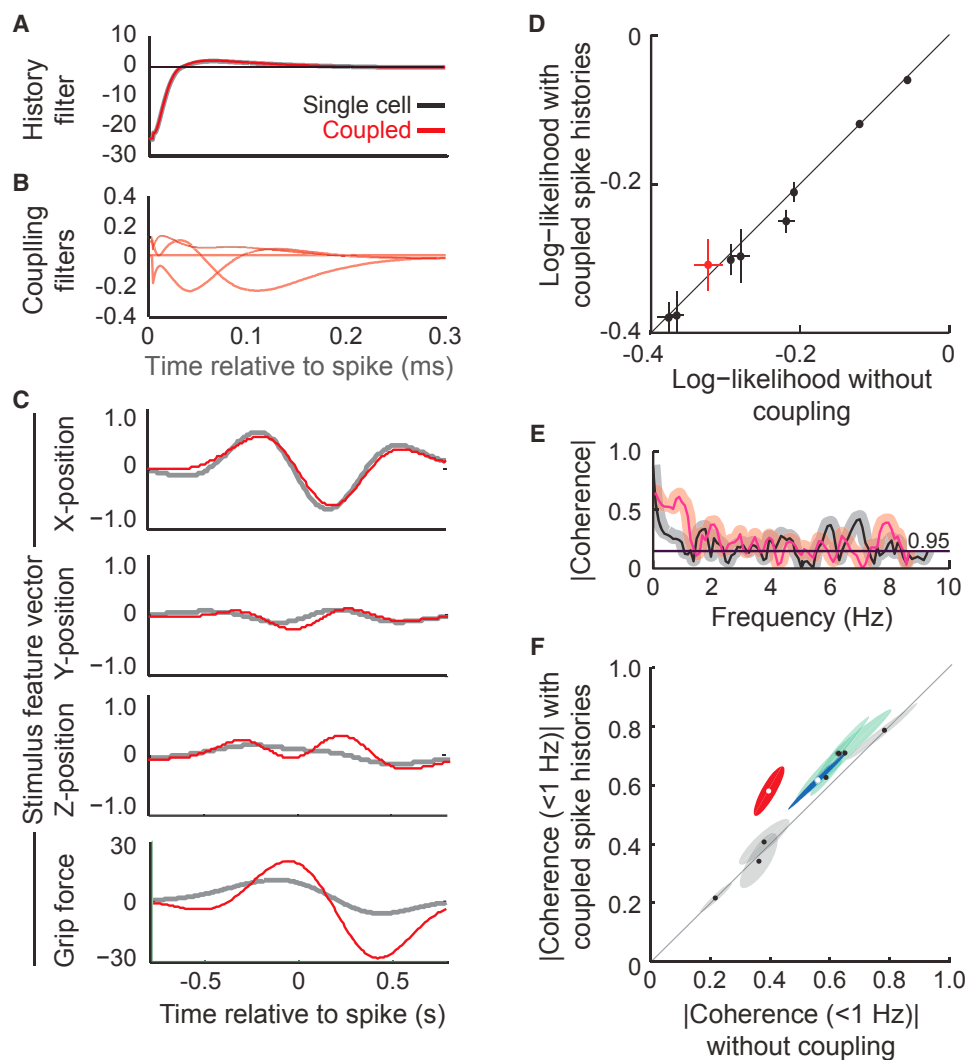 A
History
filter
10
0
-10
-20
-30
Single cell
Coupled
B
Couplling
filters
0.4
0.2
0
-0.2
-0.4
0
0.1
0.2
0.3
Time relative to spike (ms)
C
Stimulus feature vector
X-position
1.0
0
−1.0
Y-position
1.0
0
−1.0
Z-position
1.0
0
−1.0
Grip force
30
0
−30
-0.5
0
0.5
Time relative to spike (s)
D
Log−likelihood with
coupled spike histories
0
-0.2
-0.4
-0.4
-0.2
0
Log−likelihood without
coupling
E
|Coherence|
1.0
0.5
0
0.95
0
2
4
6
8
10
Frequency (Hz)
F
|Coherence (<1 Hz)| with
coupled spike histories
1.0
0.8
0.6
0.4
0.2
0
0.2
0.4
0.6
0.8
1.0
|Coherence (<1 Hz)|
without coupling